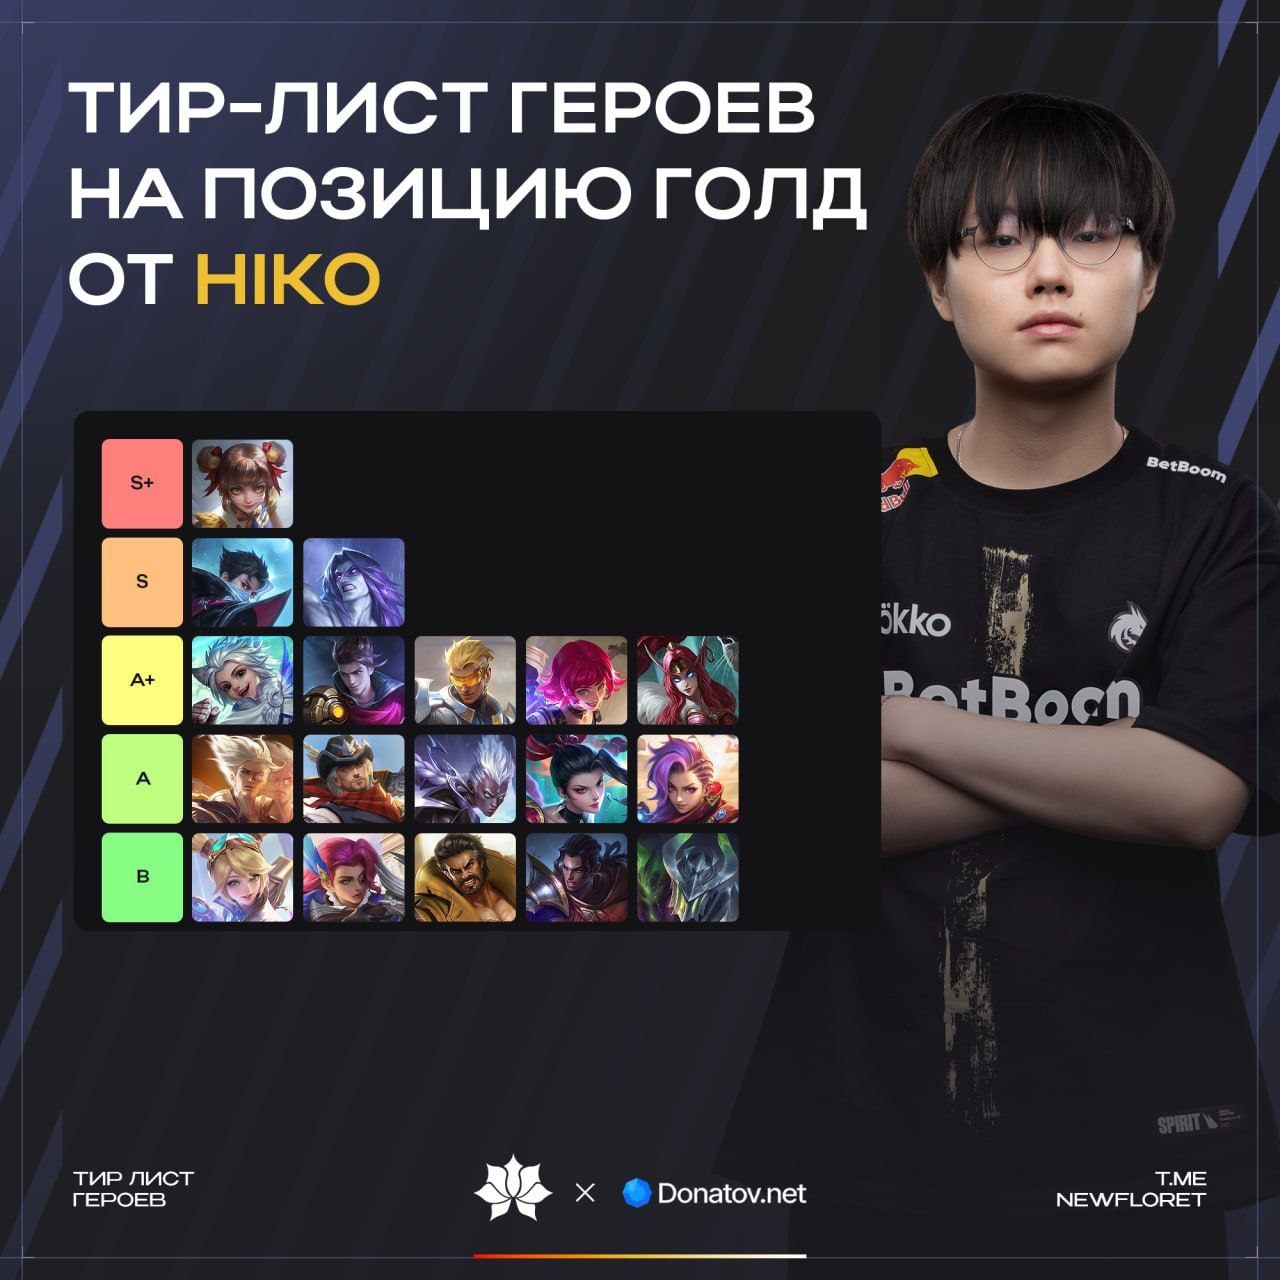 ТИР-ЛИСТ ГЕРОЕВ
НА ПОЗИЦИЮ ГОЛД
ОТ HIKO
BetBoom
S+
S
A+
ökko
BetBoom
A
B
SPIRIT
ТИР ЛИСТ
ГЕРОЕВ
Donatov.net
T.ME
NEWFLORET